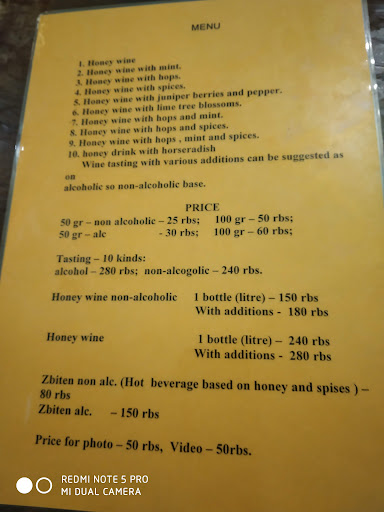 MENU
1. Honey wine
2. Honey wine with mint.
3. Honey wine with hops.
4. Honey wine with spices.
5. Honey wine with juniper berries and pepper.
6. Honey wine with lime tree blossoms.
7. Honey wine with hops and mint.
8. Honey wine with hops and spices.
9. Honey wine with hops , mint and spices.
10. honey drink with horseradish
Wine tasting with various additions can be suggested as
on
alcoholic so non-alcoholic base.
PRICE
50 gr – non alcoholic – 25 rbs; 100 gr – 50 rbs;
50 gr – alc - 30 rbs; 100 gr – 60 rbs;
Tasting – 10 kinds:
alcohol – 280 rbs; non-alcogolic – 240 rbs.
Honey wine non-alcoholic 1 bottle (litre) – 150 rbs
With additions - 180 rbs
Honey wine 1 bottle (litre) – 240 rbs
With additions - 280 rbs
Zbiten non alc. (Hot beverage based on honey and spises ) –
80 rbs
Zbiten alc. – 150 rbs
Price for photo – 50 rbs, Video – 50rbs.
REDMI NOTE 5 PRO
MI DUAL CAMERA